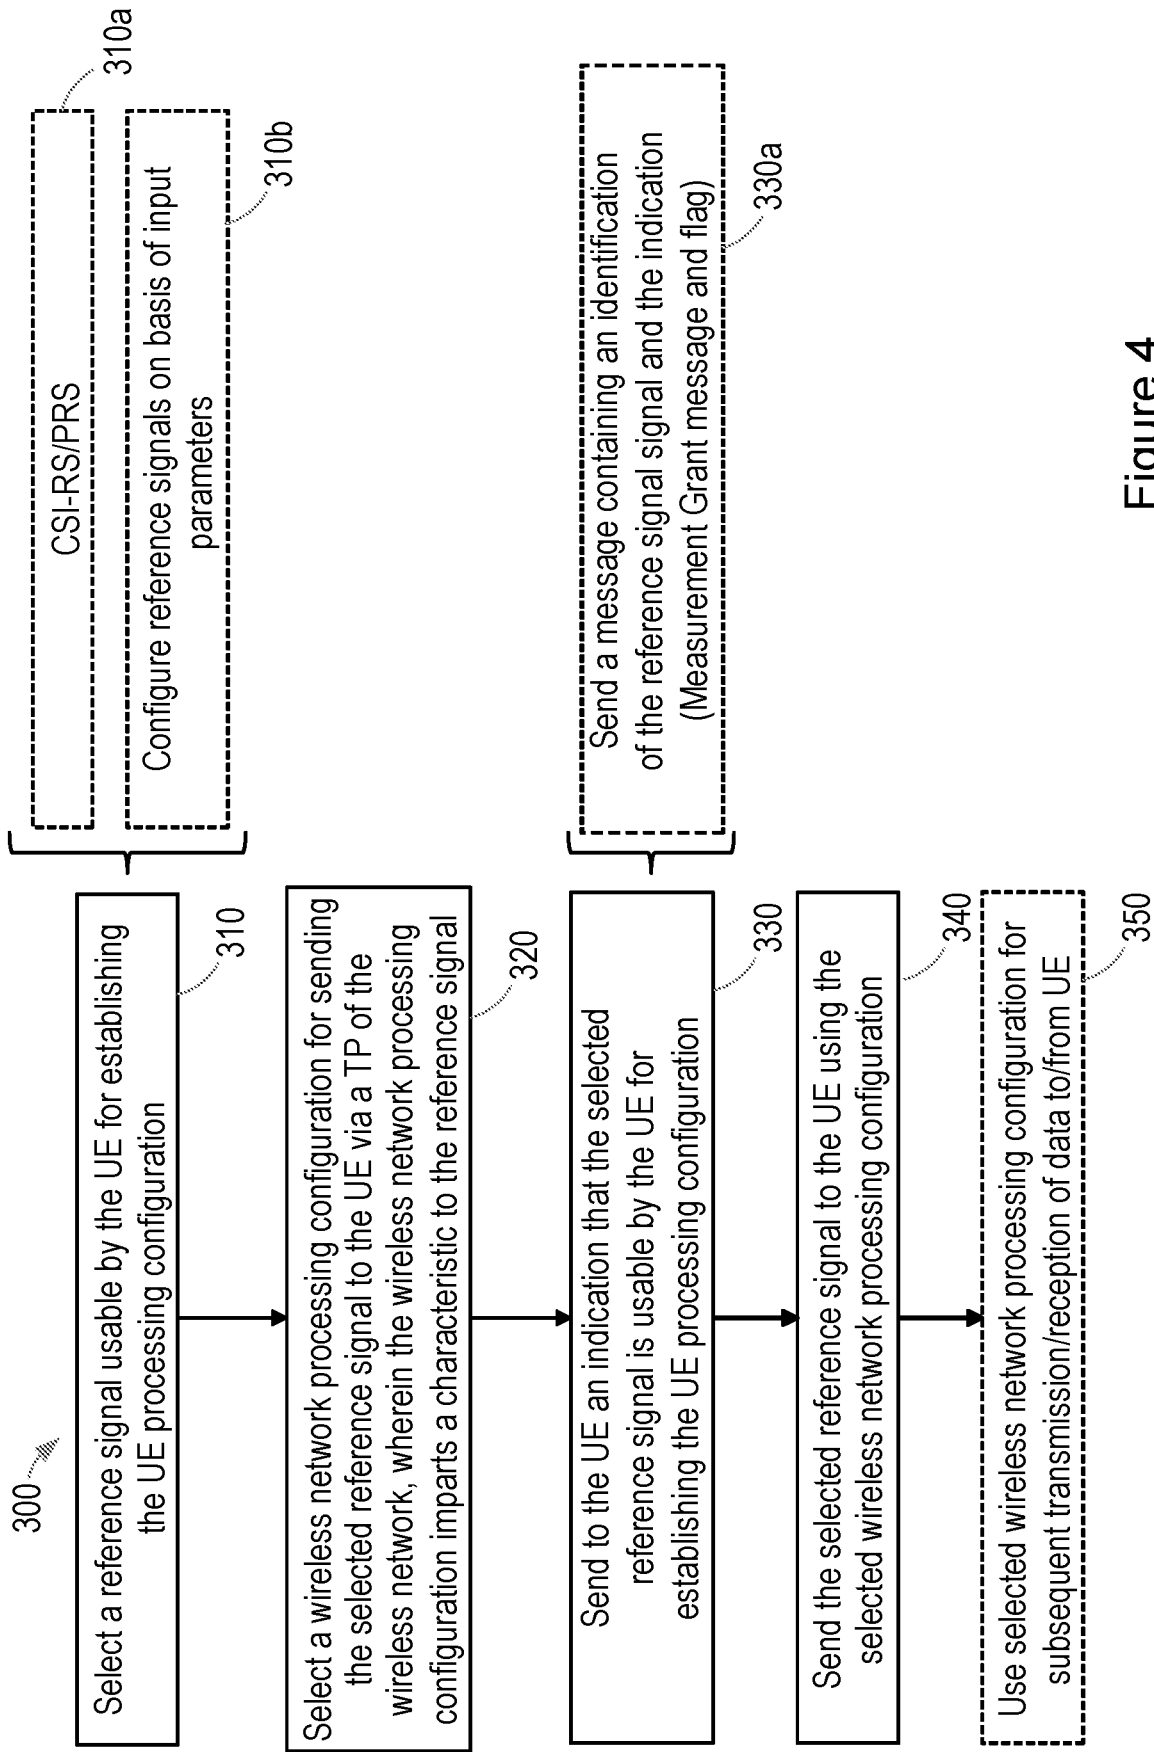 300
Select a reference signal usable by the UE for establishing
the UE processing configuration
310
CSI-RS/PRS
310a
Configure reference signals on basis of input
parameters
310b
Select a wireless network processing configuration for sending
the selected reference signal to the UE via a TP of the
wireless network, wherein the wireless network processing
configuration imparts a characteristic to the reference signal
320
Send to the UE an indication that the selected
reference signal is usable by the UE for
establishing the UE processing configuration
330
Send a message containing an identification
of the reference signal signal and the indication
(Measurement Grant message and flag)
330a
Send the selected reference signal to the UE using the
selected wireless network processing configuration
340
Use selected wireless network processing configuration for
subsequent transmission/reception of data to/from UE
350
Figure 4